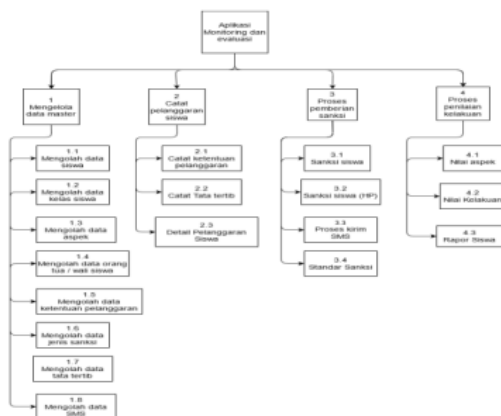 Aplikasi
Monitoring dan
evaluasi
1
Mengelola
data master
2
Catat
pelanggaran
siswa
3
Proses
pemberian
sanksi
4
Proses
penilaian
kelakuan
1.1
Mengolah data
siswa
1.2
Mengolah data
kelas siswa
1.3
Mengolah data
aspek
1.4
Mengolah data orang
tua / wali siswa
1.5
Mengolah data
ketentuan pelanggaran
1.6
Mengolah data
jenis sanksi
1.7
Mengolah data
tata tertib
1.8
Mengolah data
SMS
2.1
Catat ketentuan
pelanggaran
2.2
Catat Tata tertib
2.3
Detail Pelanggaran
Siswa
3.1
Sanksi siswa
3.2
Sanksi siswa (HP)
3.3
Proses kirim
SMS
3.4
Standar Sanksi
4.1
Nilai aspek
4.2
Nilai Kelakuan
4.3
Rapor Siswa